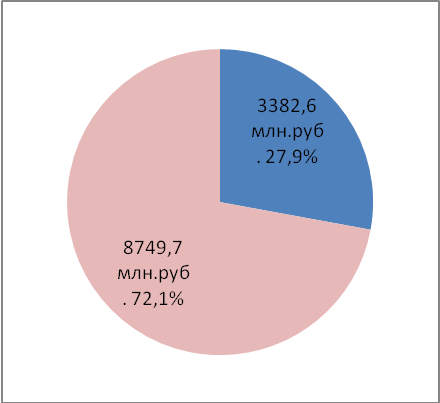 3382,6
млн.руб
. 27,9%
8749,7
млн.руб
. 72,1%